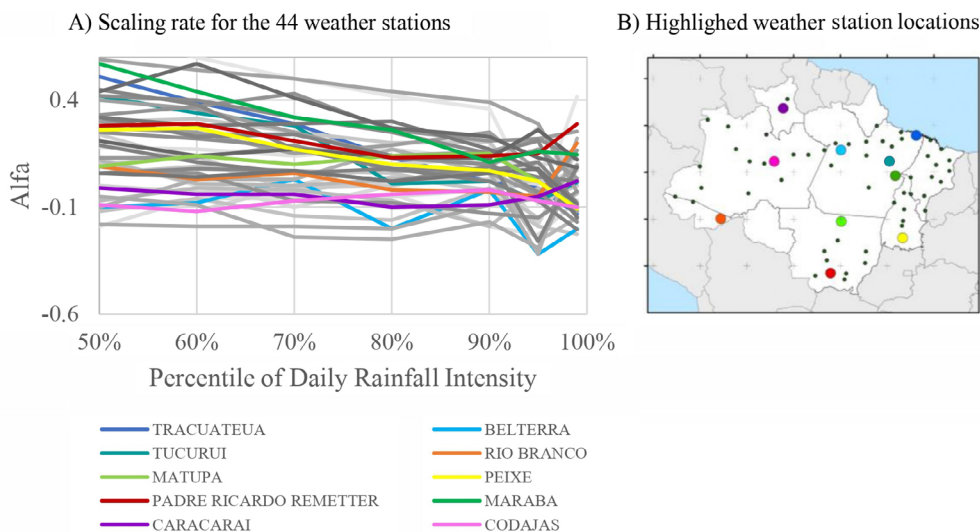 A) Scaling rate for the 44 weather stations
B) Highlighed weather station locations
Alfa
0.4
-0.1
-0.6
50% 60% 70% 80% 90% 100%
Percentile of Daily Rainfall Intensity
TRACUATEUA BELTERRA
TUCURUI RIO BRANCO
MATUPA PEIXE
PADRE RICARDO REMETTER MARABA
CARACARAI CODAJAS